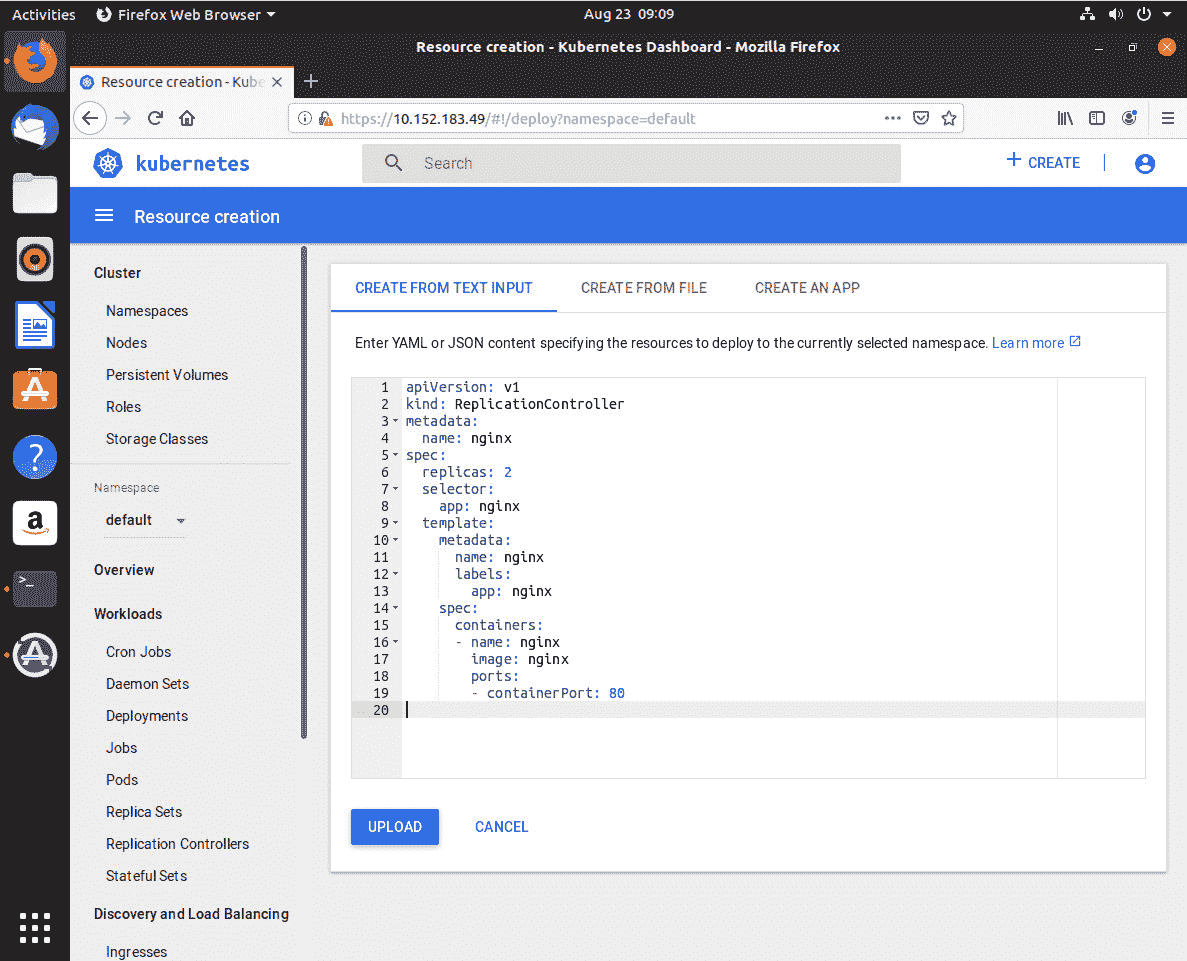 Activities Firefox Web Browser Aug 23 09:09
Resource creation - Kubernetes Dashboard - Mozilla Firefox
Resource creation - Kube
https://10.152.183.49/#!/deploy?namespace=default
kubernetes Search + CREATE
Resource creation
Cluster
Namespaces
Nodes
Persistent Volumes
Roles
Storage Classes
Namespace
default
Overview
Workloads
Cron Jobs
Daemon Sets
Deployments
Jobs
Pods
Replica Sets
Replication Controllers
Stateful Sets
Discovery and Load Balancing
Ingresses
CREATE FROM TEXT INPUT CREATE FROM FILE CREATE AN APP
Enter YAML or JSON content specifying the resources to deploy to the currently selected namespace. Learn more
1 apiVersion: v1
2 kind: ReplicationController
3 metadata:
4   name: nginx
5 spec:
6   replicas: 2
7   selector:
8     app: nginx
9   template:
10     metadata:
11       name: nginx
12       labels:
13         app: nginx
14     spec:
15       containers:
16       - name: nginx
17         image: nginx
18         ports:
19         - containerPort: 80
20
UPLOAD CANCEL